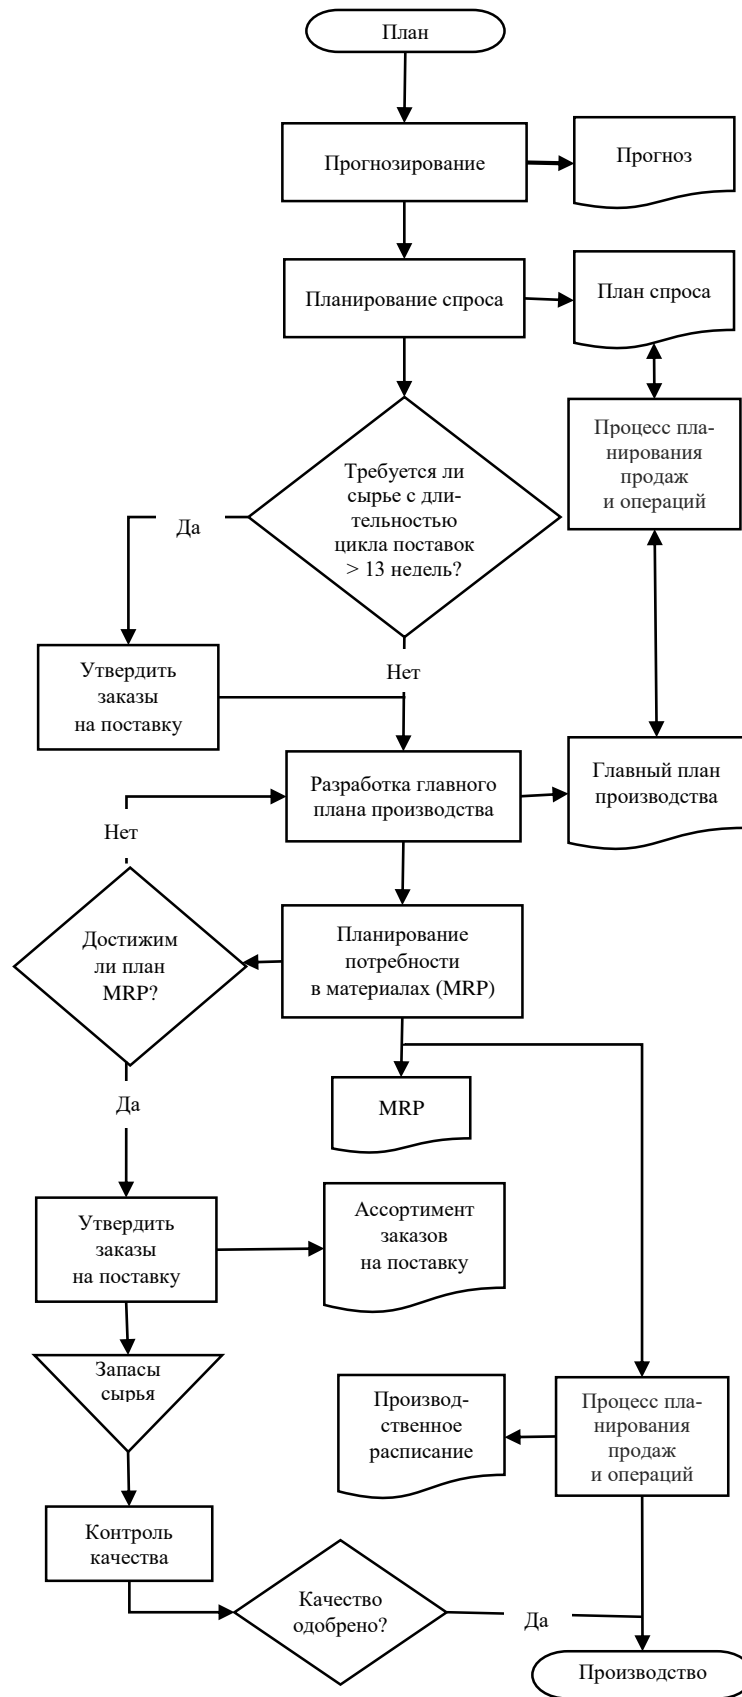 План
Прогнозирование
Прогноз
Планирование спроса
План спроса
Процесс пла-
нирования
продаж
и операций
Требуется ли
сырье с дли-
тельностью
цикла поставок
> 13 недель?
Да
Нет
Утвердить
заказы
на поставку
Разработка главного
плана производства
Главный план
производства
Нет
Достижим
ли план
MRP?
Планирование
потребности
в материалах (MRP)
MRP
Да
Утвердить
заказы
на поставку
Ассортимент
заказов
на поставку
Запасы
сырья
Производ-
ственное
расписание
Процесс пла-
нирования
продаж
и операций
Контроль
качества
Качество
одобрено?
Да
Производство